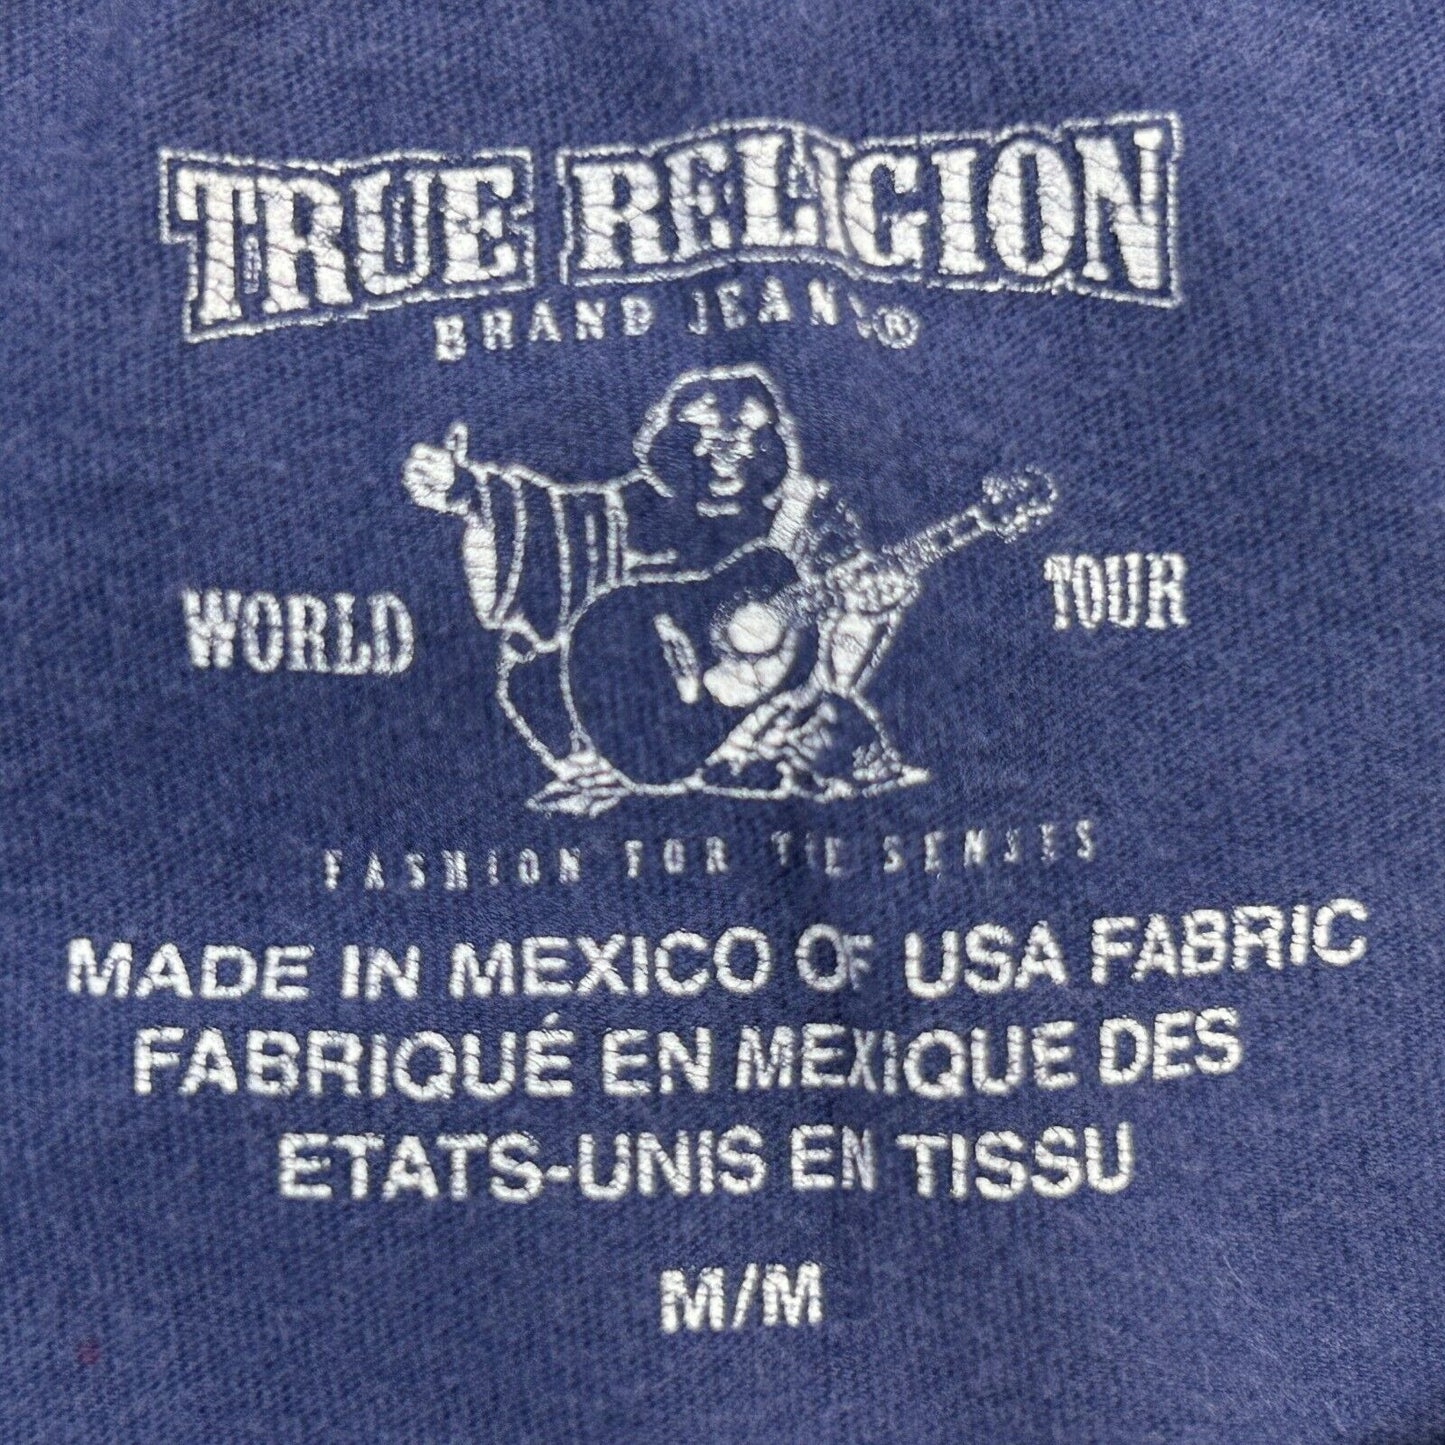 TRUE RELIGION
BRAND JEANS®
WORLD TOUR
FASHION FOR THE SENSES
MADE IN MEXICO OF USA FABRIC
FABRIQUÉ EN MEXIQUE DES
ETATS-UNIS EN TISSU
M/M